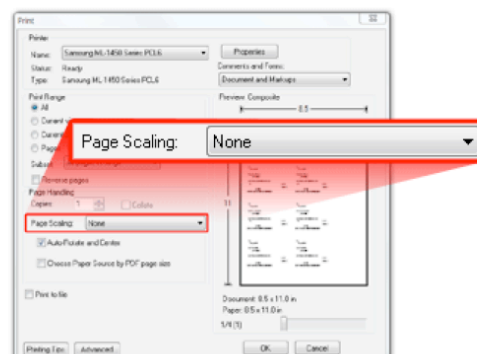 Print
Printer
Name: Samsung ML-1450 Series PCL6 Properties
Status: Ready Comments and Forms:
Type: Samsung ML-1450 Series PCL6 Document and Markups
Print Range Preview: Composite
All 8.5
Current
Page Scaling: None
Subset:
Reverse pages
Page Handling
Copies: 1 Collate 11
Page Scaling: None
Auto-Rotate and Center
Choose Paper Source by PDF page size
Print to file
Document: 8.5 x 11.0 in
Paper: 8.5 x 11.0 in
1/4 (1)
Printing Tips Advanced OK Cancel